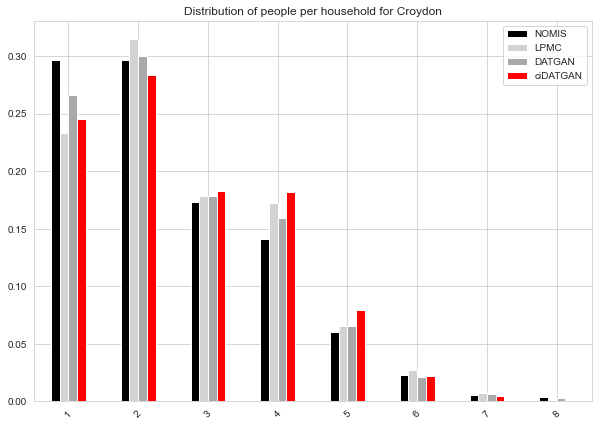 Distribution of people per household for Croydon
NOMIS
LPMC
DATGAN
ciDATGAN
0.30
0.25
0.20
0.15
0.10
0.05
0.00
1 2 3 4 5 6 7 8